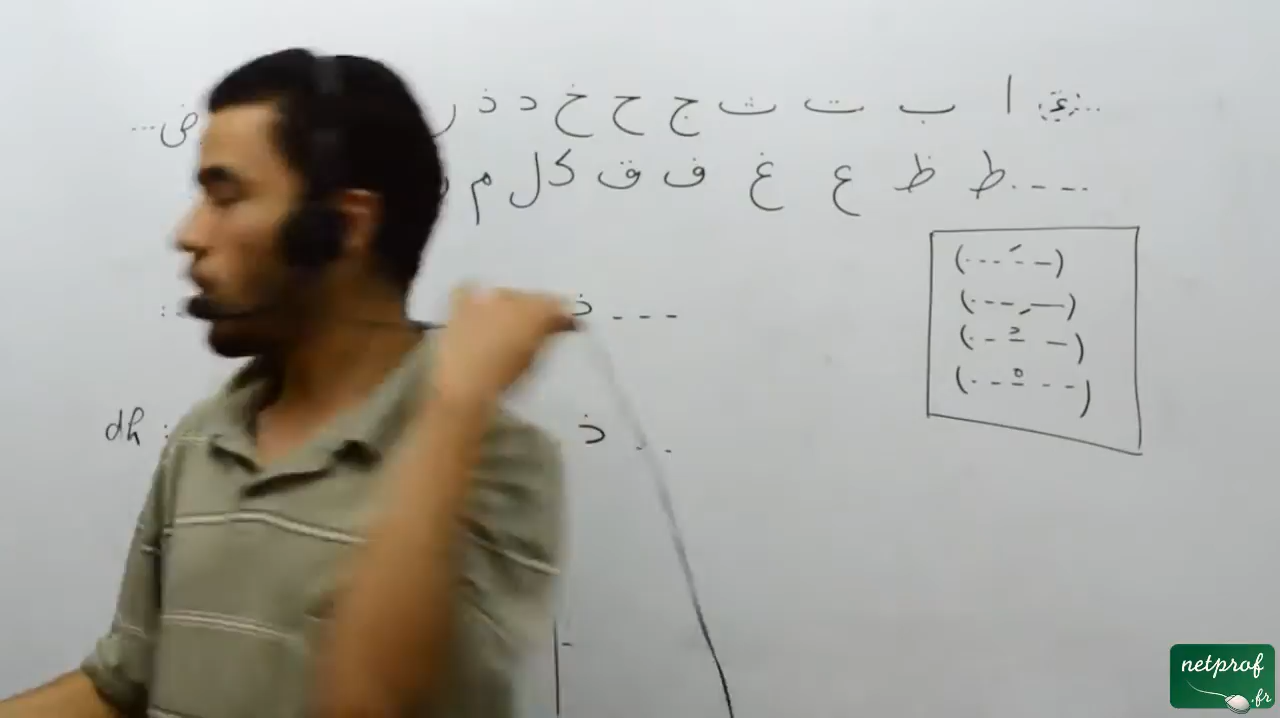 ...ء ا ب ت ث ج ح خ د ذ ر ض...
ط ظ ع غ ف ق ك ل م
(... َ ـ)
(--- ِ ـ)
(-- ُ -)
(-- ْ --)
: ذ ---
dh : ذ ..
netprof
.fr